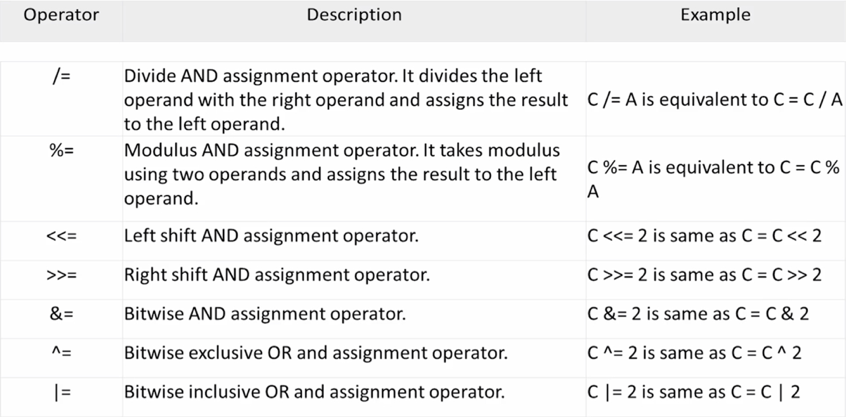 Operator Description Example
/= Divide AND assignment operator. It divides the left
operand with the right operand and assigns the result
to the left operand.
C /= A is equivalent to C = C / A
%= Modulus AND assignment operator. It takes modulus
using two operands and assigns the result to the left
operand.
C %= A is equivalent to C = C %
A
<<= Left shift AND assignment operator. C <<= 2 is same as C = C << 2
>>= Right shift AND assignment operator. C >>= 2 is same as C = C >> 2
&= Bitwise AND assignment operator. C &= 2 is same as C = C & 2
^= Bitwise exclusive OR and assignment operator. C ^= 2 is same as C = C ^ 2
|= Bitwise inclusive OR and assignment operator. C |= 2 is same as C = C | 2